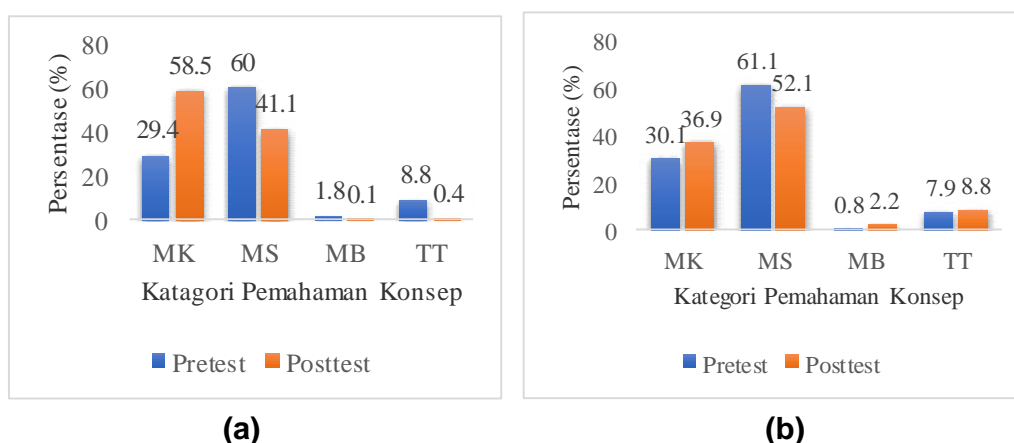 80
60
40
20
0
Persentase (%)
29.4
58.5
60
41.1
1.8
0.1
8.8
0.4
MK
MS
MB
TT
Katagori Pemahaman Konsep
Pretest
Posttest
(a)
80
60
40
20
0
Persentase (%)
30.1
36.9
61.1
52.1
0.8
2.2
7.9
8.8
MK
MS
MB
TT
Kategori Pemahaman Konsep
Pretest
Posttest
(b)